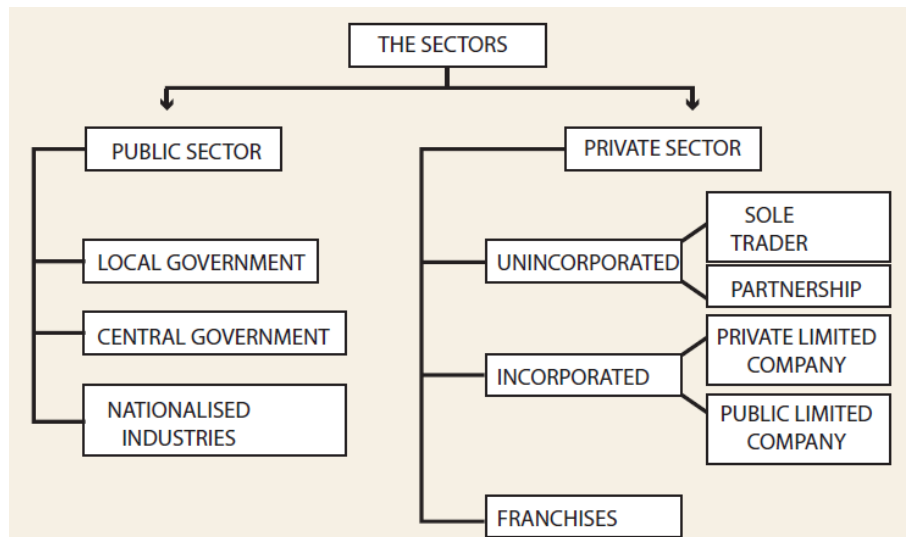 THE SECTORS
PUBLIC SECTOR
LOCAL GOVERNMENT
CENTRAL GOVERNMENT
NATIONALISED
INDUSTRIES
PRIVATE SECTOR
UNINCORPORATED
SOLE
TRADER
PARTNERSHIP
INCORPORATED
PRIVATE LIMITED
COMPANY
PUBLIC LIMITED
COMPANY
FRANCHISES